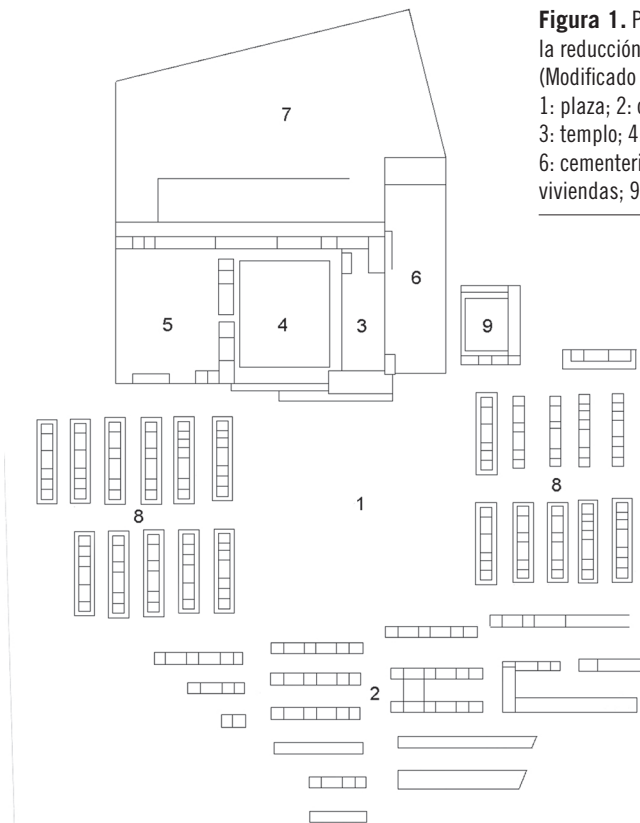 Figura 1. P
la reducción
(Modificado
1: plaza; 2:
3: templo; 4
6: cementeri
viviendas; 9
7
6
5
4
3
9
8
1
8
2